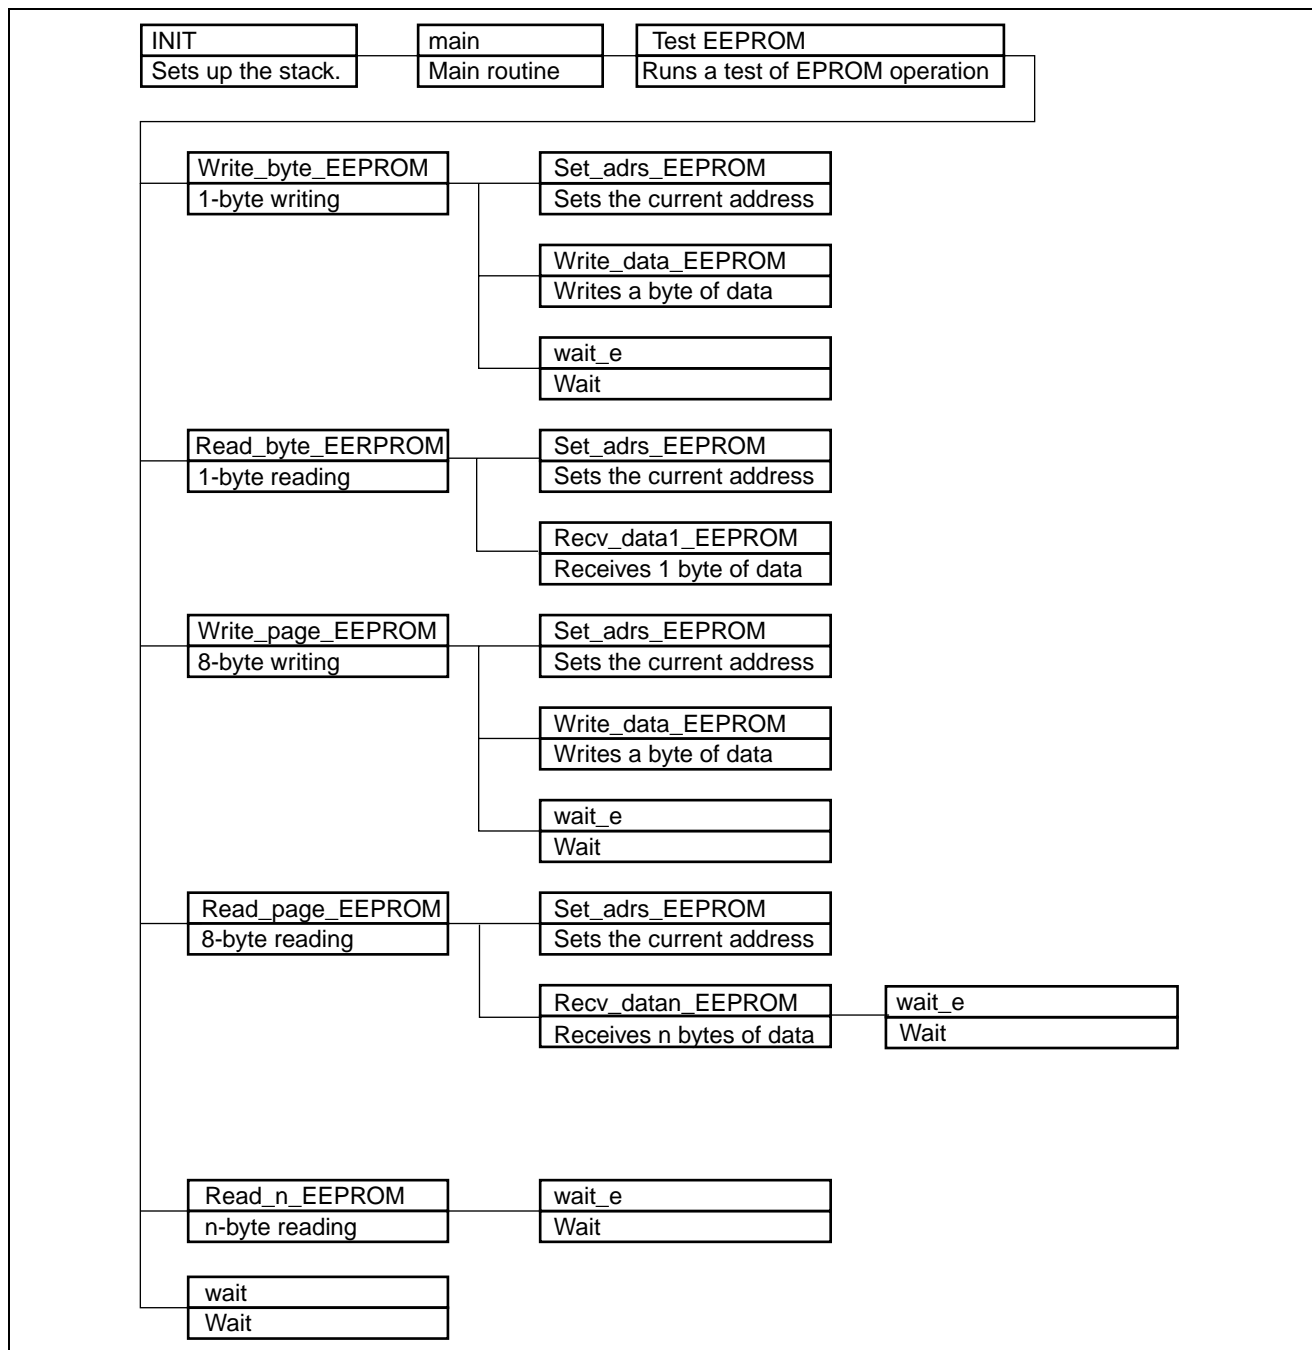 INIT
Sets up the stack.
main
Main routine
Test EEPROM
Runs a test of EPROM operation
Write_byte_EEPROM
1-byte writing
Set_adrs_EEPROM
Sets the current address
Write_data_EEPROM
Writes a byte of data
wait_e
Wait
Read_byte_EERPROM
1-byte reading
Set_adrs_EEPROM
Sets the current address
Recv_data1_EEPROM
Receives 1 byte of data
Write_page_EEPROM
8-byte writing
Set_adrs_EEPROM
Sets the current address
Write_data_EEPROM
Writes a byte of data
wait_e
Wait
Read_page_EEPROM
8-byte reading
Set_adrs_EEPROM
Sets the current address
Recv_datan_EEPROM
Receives n bytes of data
wait_e
Wait
Read_n_EEPROM
n-byte reading
wait_e
Wait
wait
Wait